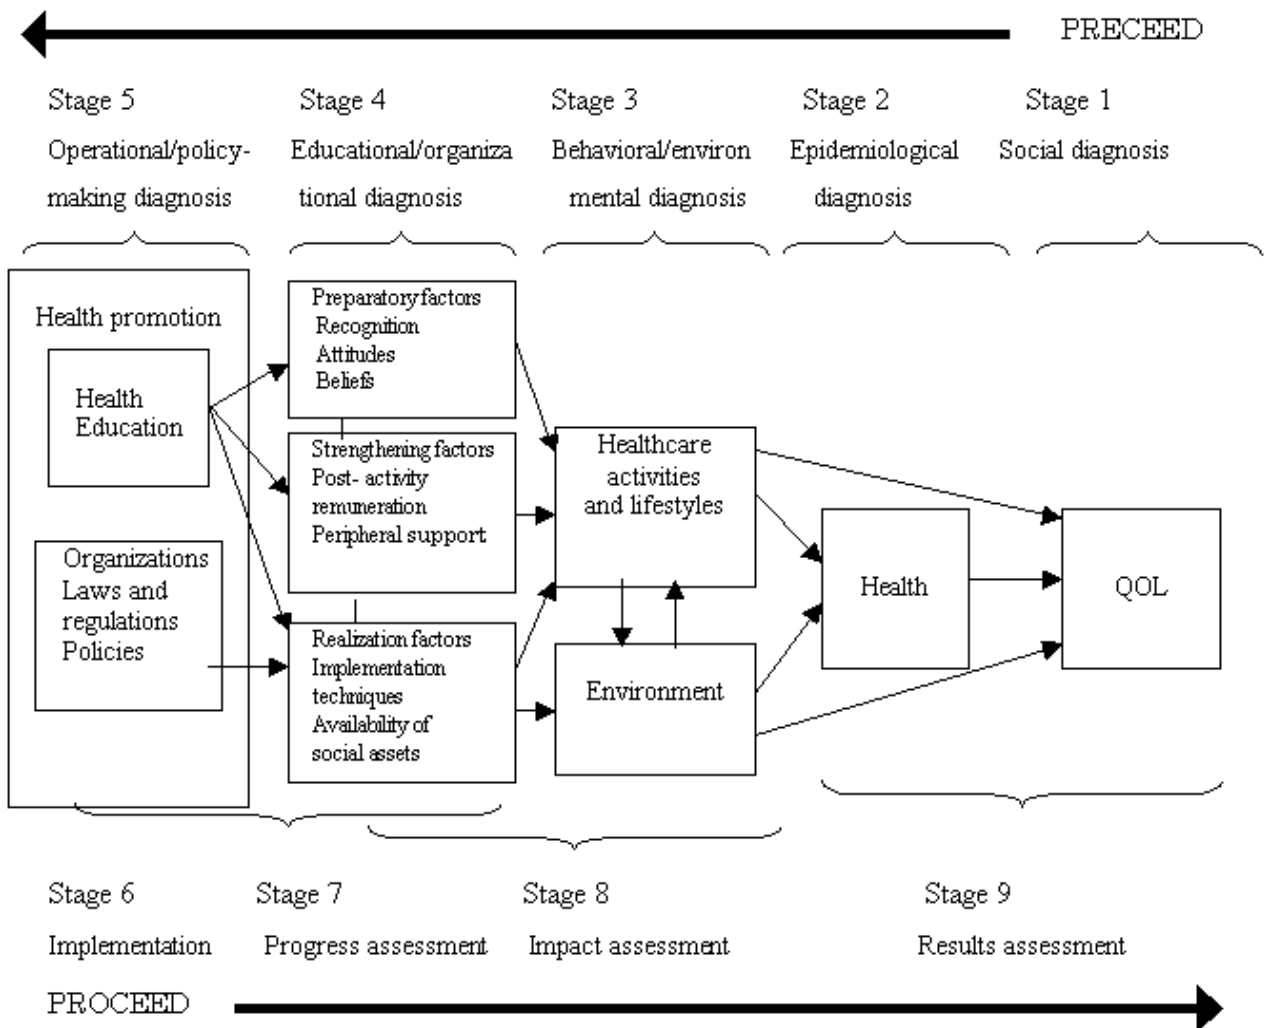 PRECEED
Stage 5
Operational/policy-
making diagnosis
Stage 4
Educational/organiza
tional diagnosis
Stage 3
Behavioral/environ
mental diagnosis
Stage 2
Epidemiological
diagnosis
Stage 1
Social diagnosis
Health promotion
Health
Education
Organizations
Laws and
regulations
Policies
Preparatory factors
Recognition
Attitudes
Beliefs
Strengthening factors
Post- activity
remuneration
Peripheral support
Realization factors
Implementation
techniques
Availability of
social assets
Healthcare
activities
and lifestyles
Environment
Health
QOL
Stage 6
Implementation
Stage 7
Progress assessment
Stage 8
Impact assessment
Stage 9
Results assessment
PROCEED